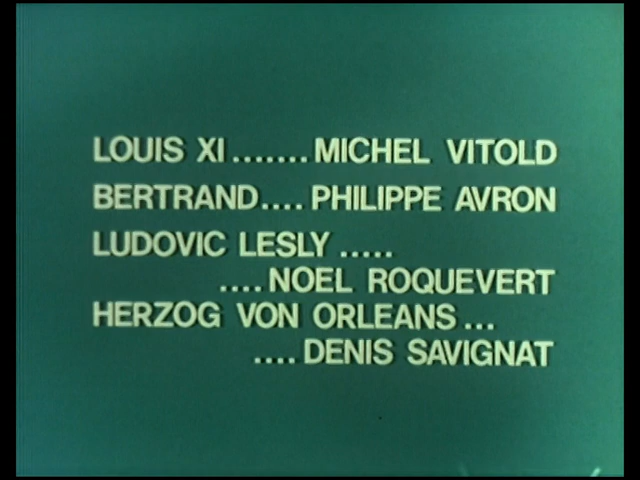 LOUIS XI.......MICHEL VITOLD
BERTRAND....PHILIPPE AVRON
LUDOVIC LESLY.....
....NOEL ROQUEVERT
HERZOG VON ORLEANS...
....DENIS SAVIGNAT